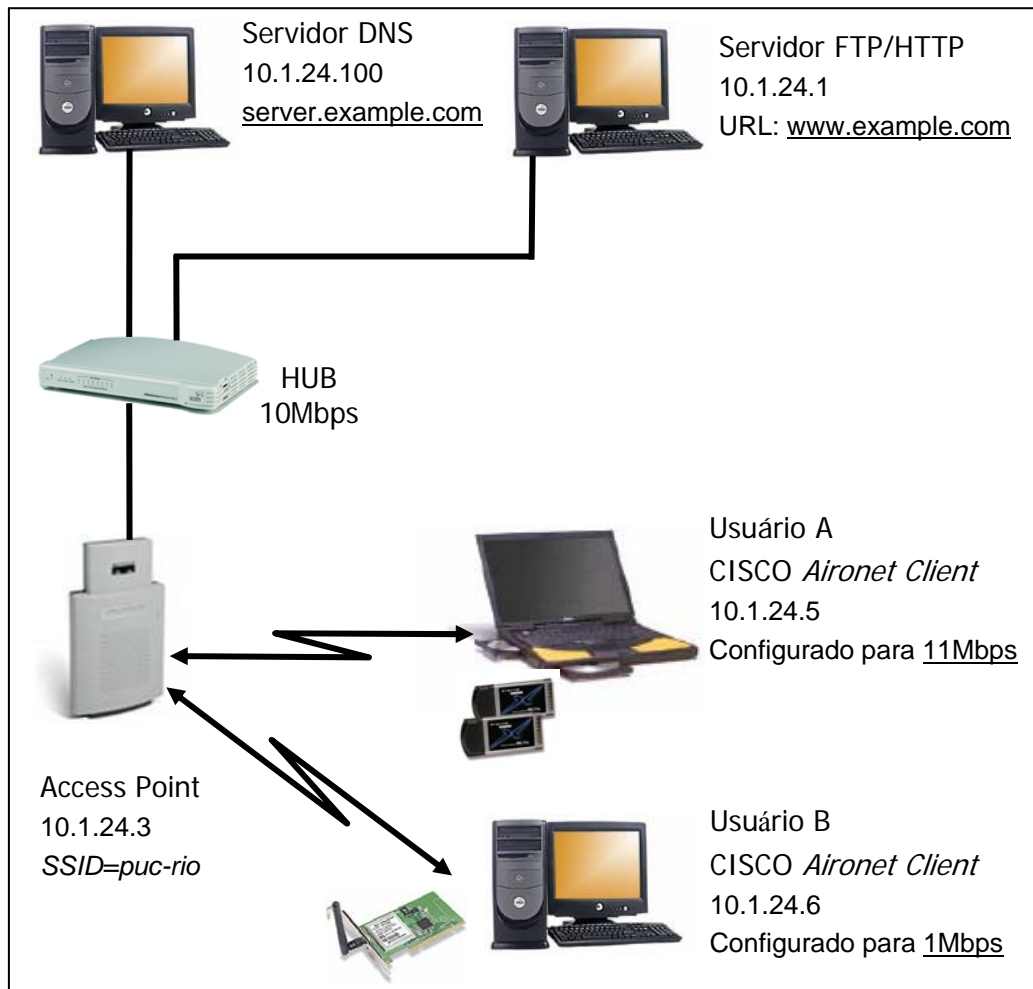 Servidor DNS
10.1.24.100
server.example.com
Servidor FTP/HTTP
10.1.24.1
URL: www.example.com
HUB
10Mbps
Usuário A
CISCO Aironet Client
10.1.24.5
Configurado para 11Mbps
Access Point
10.1.24.3
SSID=puc-rio
Usuário B
CISCO Aironet Client
10.1.24.6
Configurado para 1Mbps